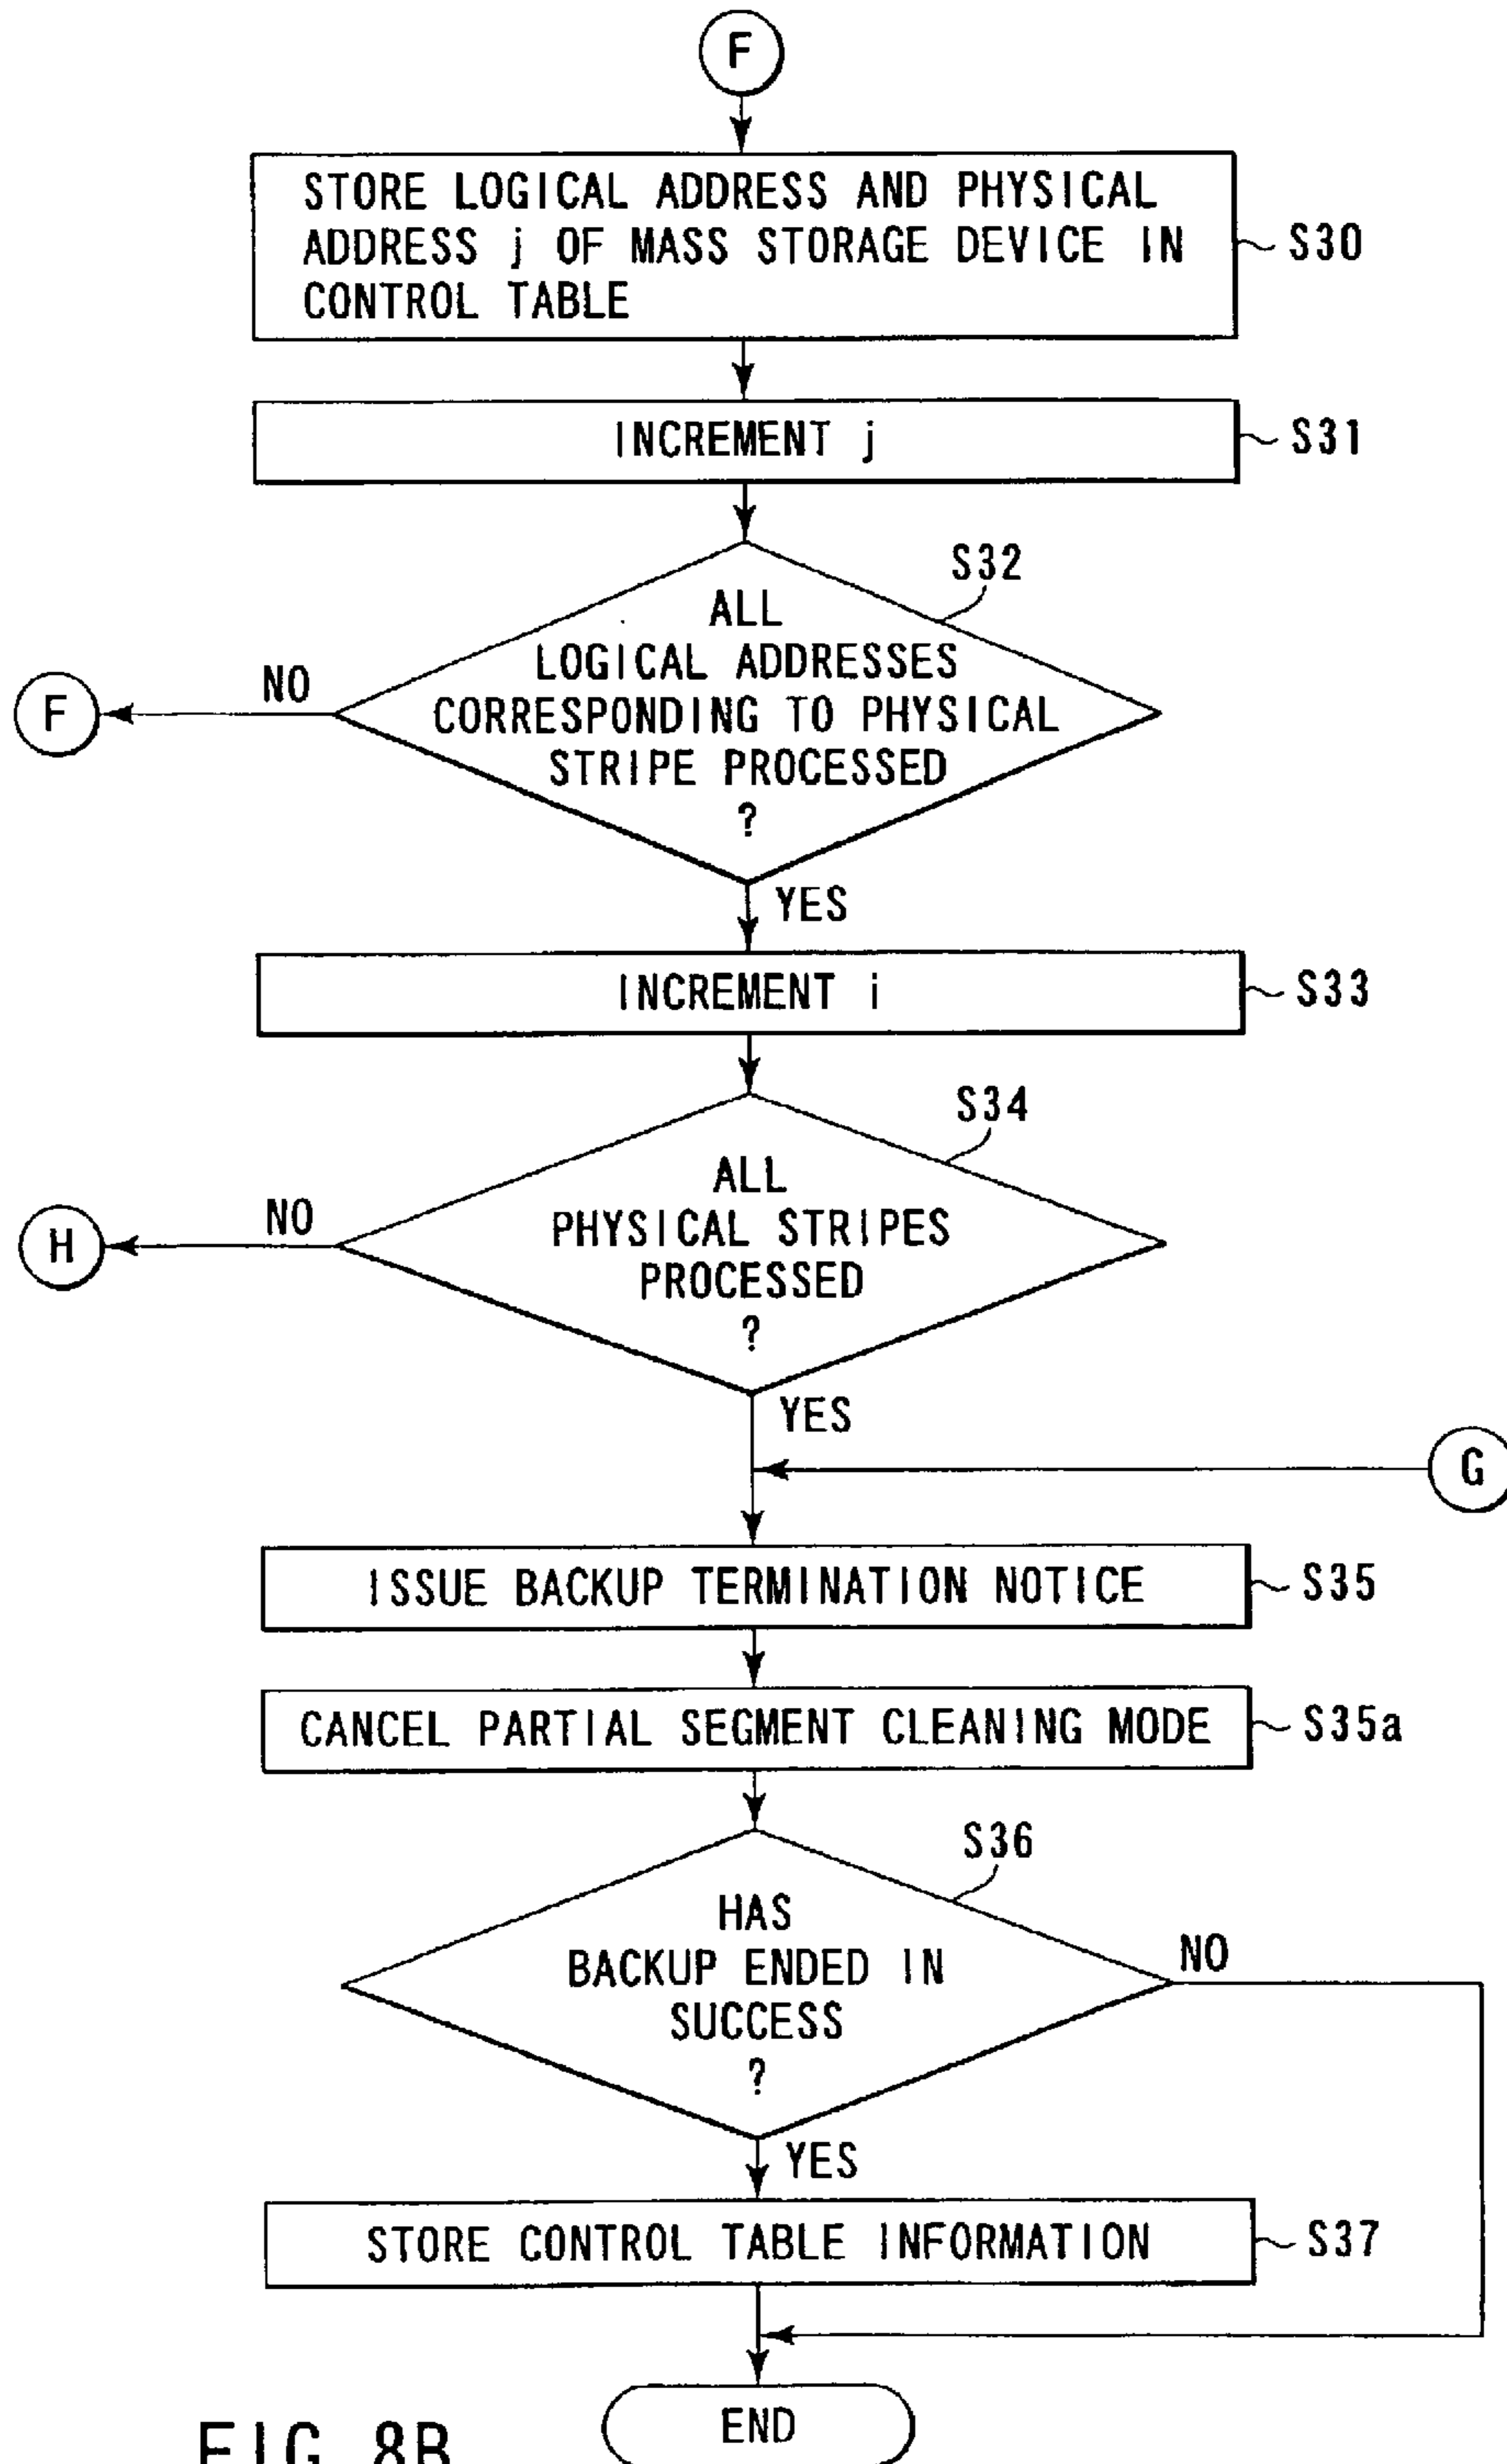 F
STORE LOGICAL ADDRESS AND PHYSICAL
ADDRESS j OF MASS STORAGE DEVICE IN
CONTROL TABLE
S30
INCREMENT j
S31
S32
ALL
LOGICAL ADDRESSES
CORRESPONDING TO PHYSICAL
STRIPE PROCESSED
?
NO
F
YES
INCREMENT i
S33
S34
ALL
PHYSICAL STRIPES
PROCESSED
?
NO
H
YES
G
ISSUE BACKUP TERMINATION NOTICE
S35
CANCEL PARTIAL SEGMENT CLEANING MODE
S35a
S36
HAS
BACKUP ENDED IN
SUCCESS
?
NO
YES
STORE CONTROL TABLE INFORMATION
S37
END
FIG. 8B